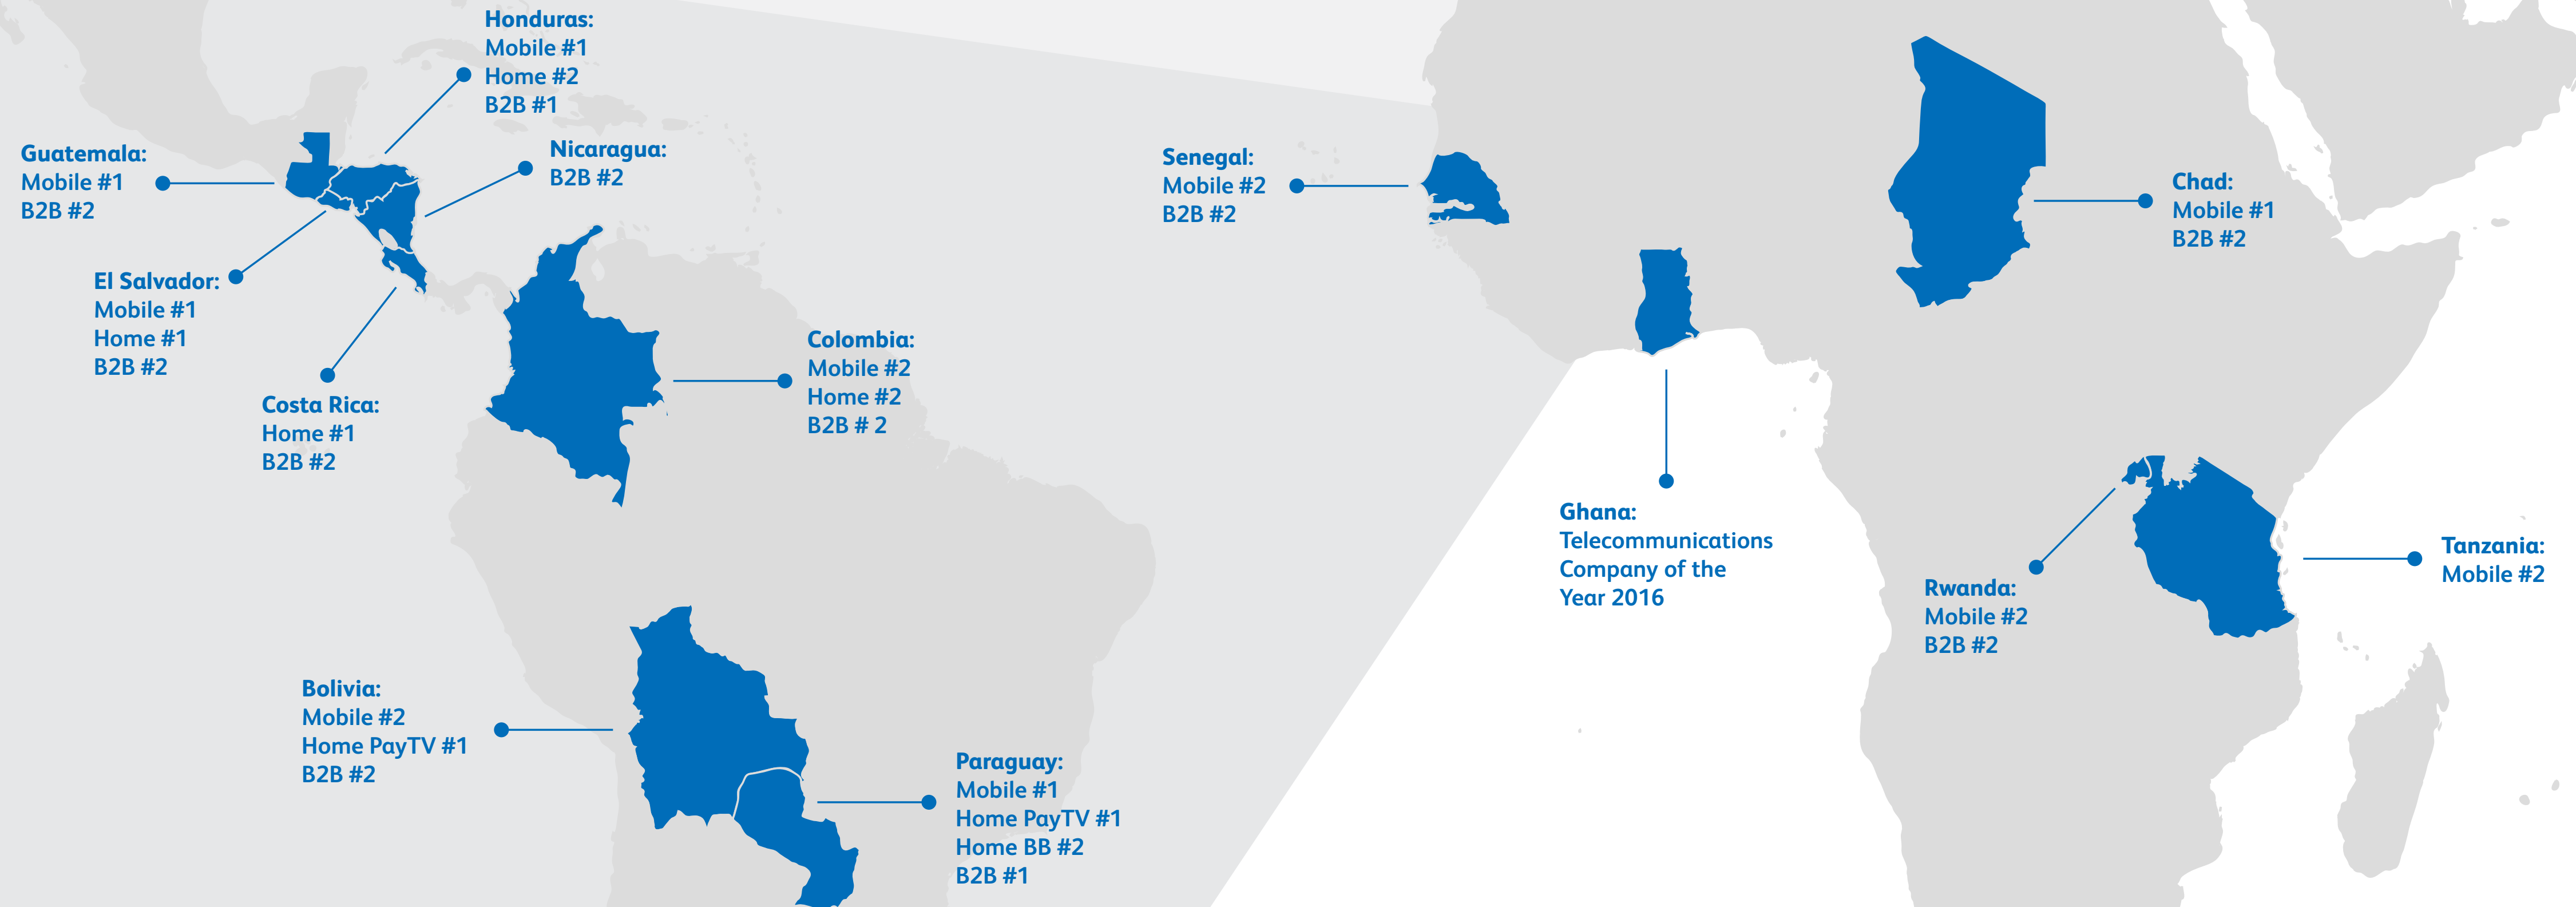 Honduras:
Mobile #1
Home #2
B2B #1
Guatemala:
Mobile #1
B2B #2
Nicaragua:
B2B #2
El Salvador:
Mobile #1
Home #1
B2B #2
Costa Rica:
Home #1
B2B #2
Colombia:
Mobile #2
Home #2
B2B # 2
Bolivia:
Mobile #2
Home PayTV #1
B2B #2
Paraguay:
Mobile #1
Home PayTV #1
Home BB #2
B2B #1
Senegal:
Mobile #2
B2B #2
Ghana:
Telecommunications
Company of the
Year 2016
Chad:
Mobile #1
B2B #2
Rwanda:
Mobile #2
B2B #2
Tanzania:
Mobile #2